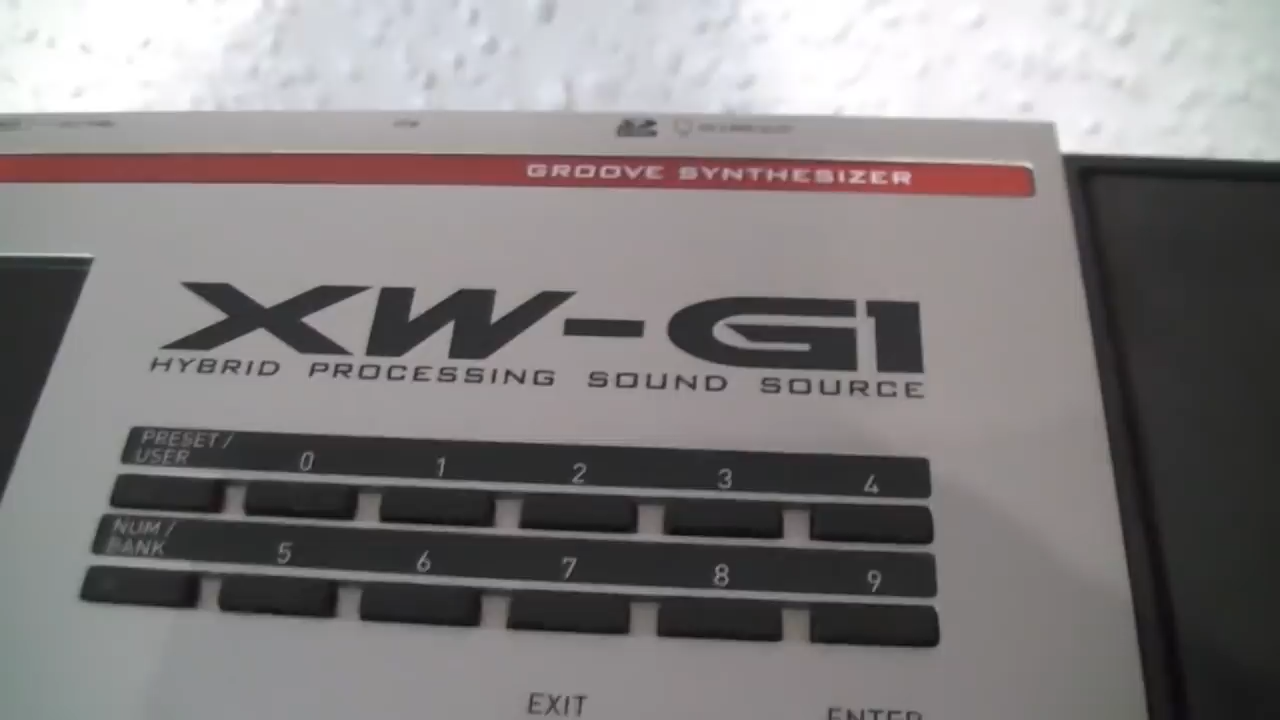 GROOVE SYNTHESIZER
XW-G1
HYBRID PROCESSING SOUND SOURCE
PRESET/
USER 0 1 2 3 4
NUM/
BANK 5 6 7 8 9
EXIT
ENTER